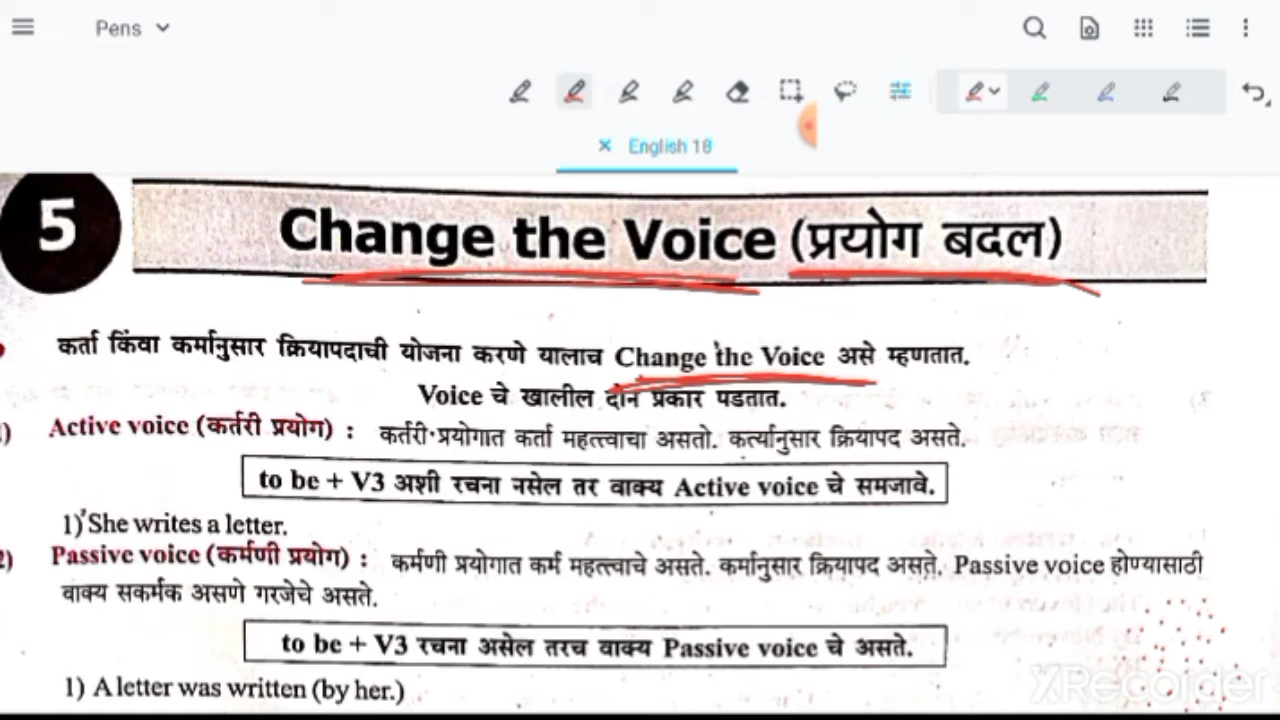 Pens
English 18
5
Change the Voice (प्रयोग बदल)
कर्ता किंवा कर्मानुसार क्रियापदाची योजना करणे यालाच Change the Voice असे म्हणतात.
Voice चे खालील दोन प्रकार पडतात.
Active voice (कर्तरी प्रयोग) : कर्तरी प्रयोगात कर्ता महत्त्वाचा असतो. कर्त्यानुसार क्रियापद असते.
to be + V3 अशी रचना नसेल तर वाक्य Active voice चे समजावे.
1) She writes a letter.
2) Passive voice (कर्मणी प्रयोग) : कर्मणी प्रयोगात कर्म महत्त्वाचे असते. कर्मानुसार क्रियापद असते. Passive voice होण्यासाठी
वाक्य सकर्मक असणे गरजेचे असते.
to be + V3 रचना असेल तरच वाक्य Passive voice चे असते.
1) A letter was written (by her.)
XRecorder